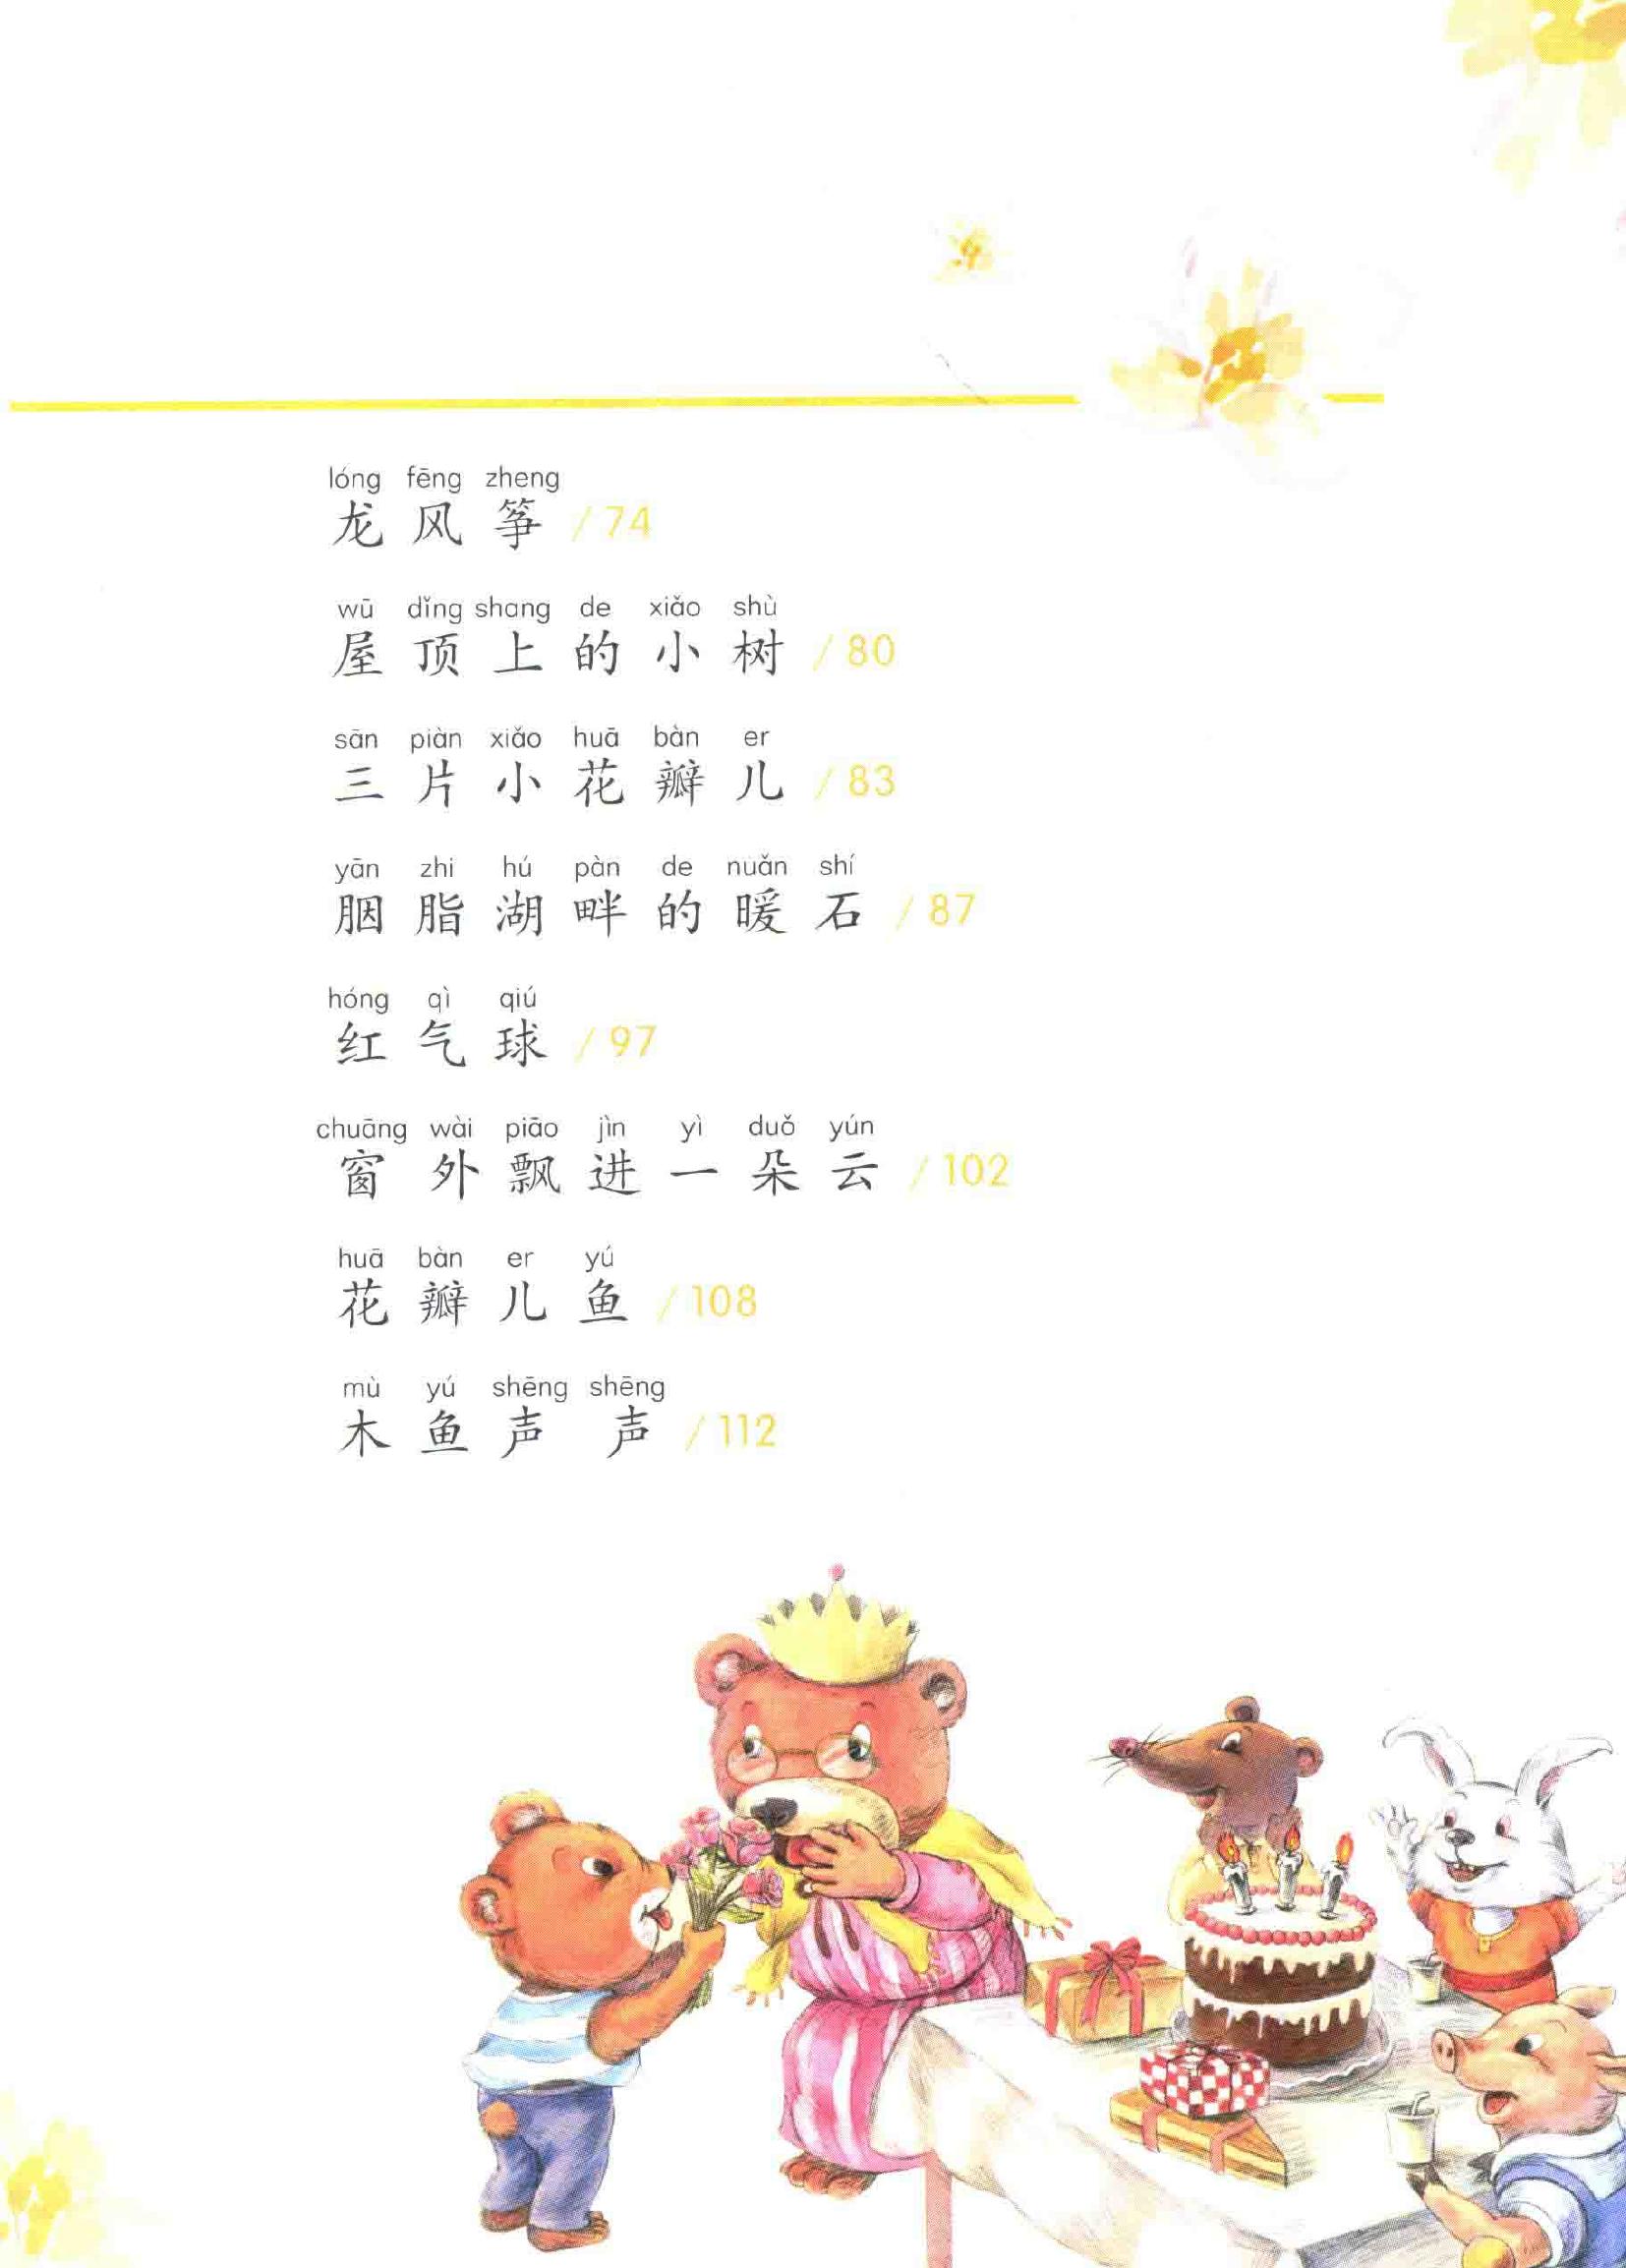 lóng fēng zheng
龙 风 筝 / 74
wū dǐng shang de xiǎo shù
屋 顶 上 的 小 树 / 80
sān piàn xiǎo huā bàn er
三 片 小 花 瓣 儿 / 83
yān zhi hú pàn de nuǎn shí
胭 脂 湖 畔 的 暖 石 / 87
hóng qì qiú
红 气 球 / 97
chuāng wài piāo jìn yì duǒ yún
窗 外 飘 进 一 朵 云 / 102
huā bàn er yú
花 瓣 儿 鱼 / 108
mù yú shēng shēng
木 鱼 声 声 / 112